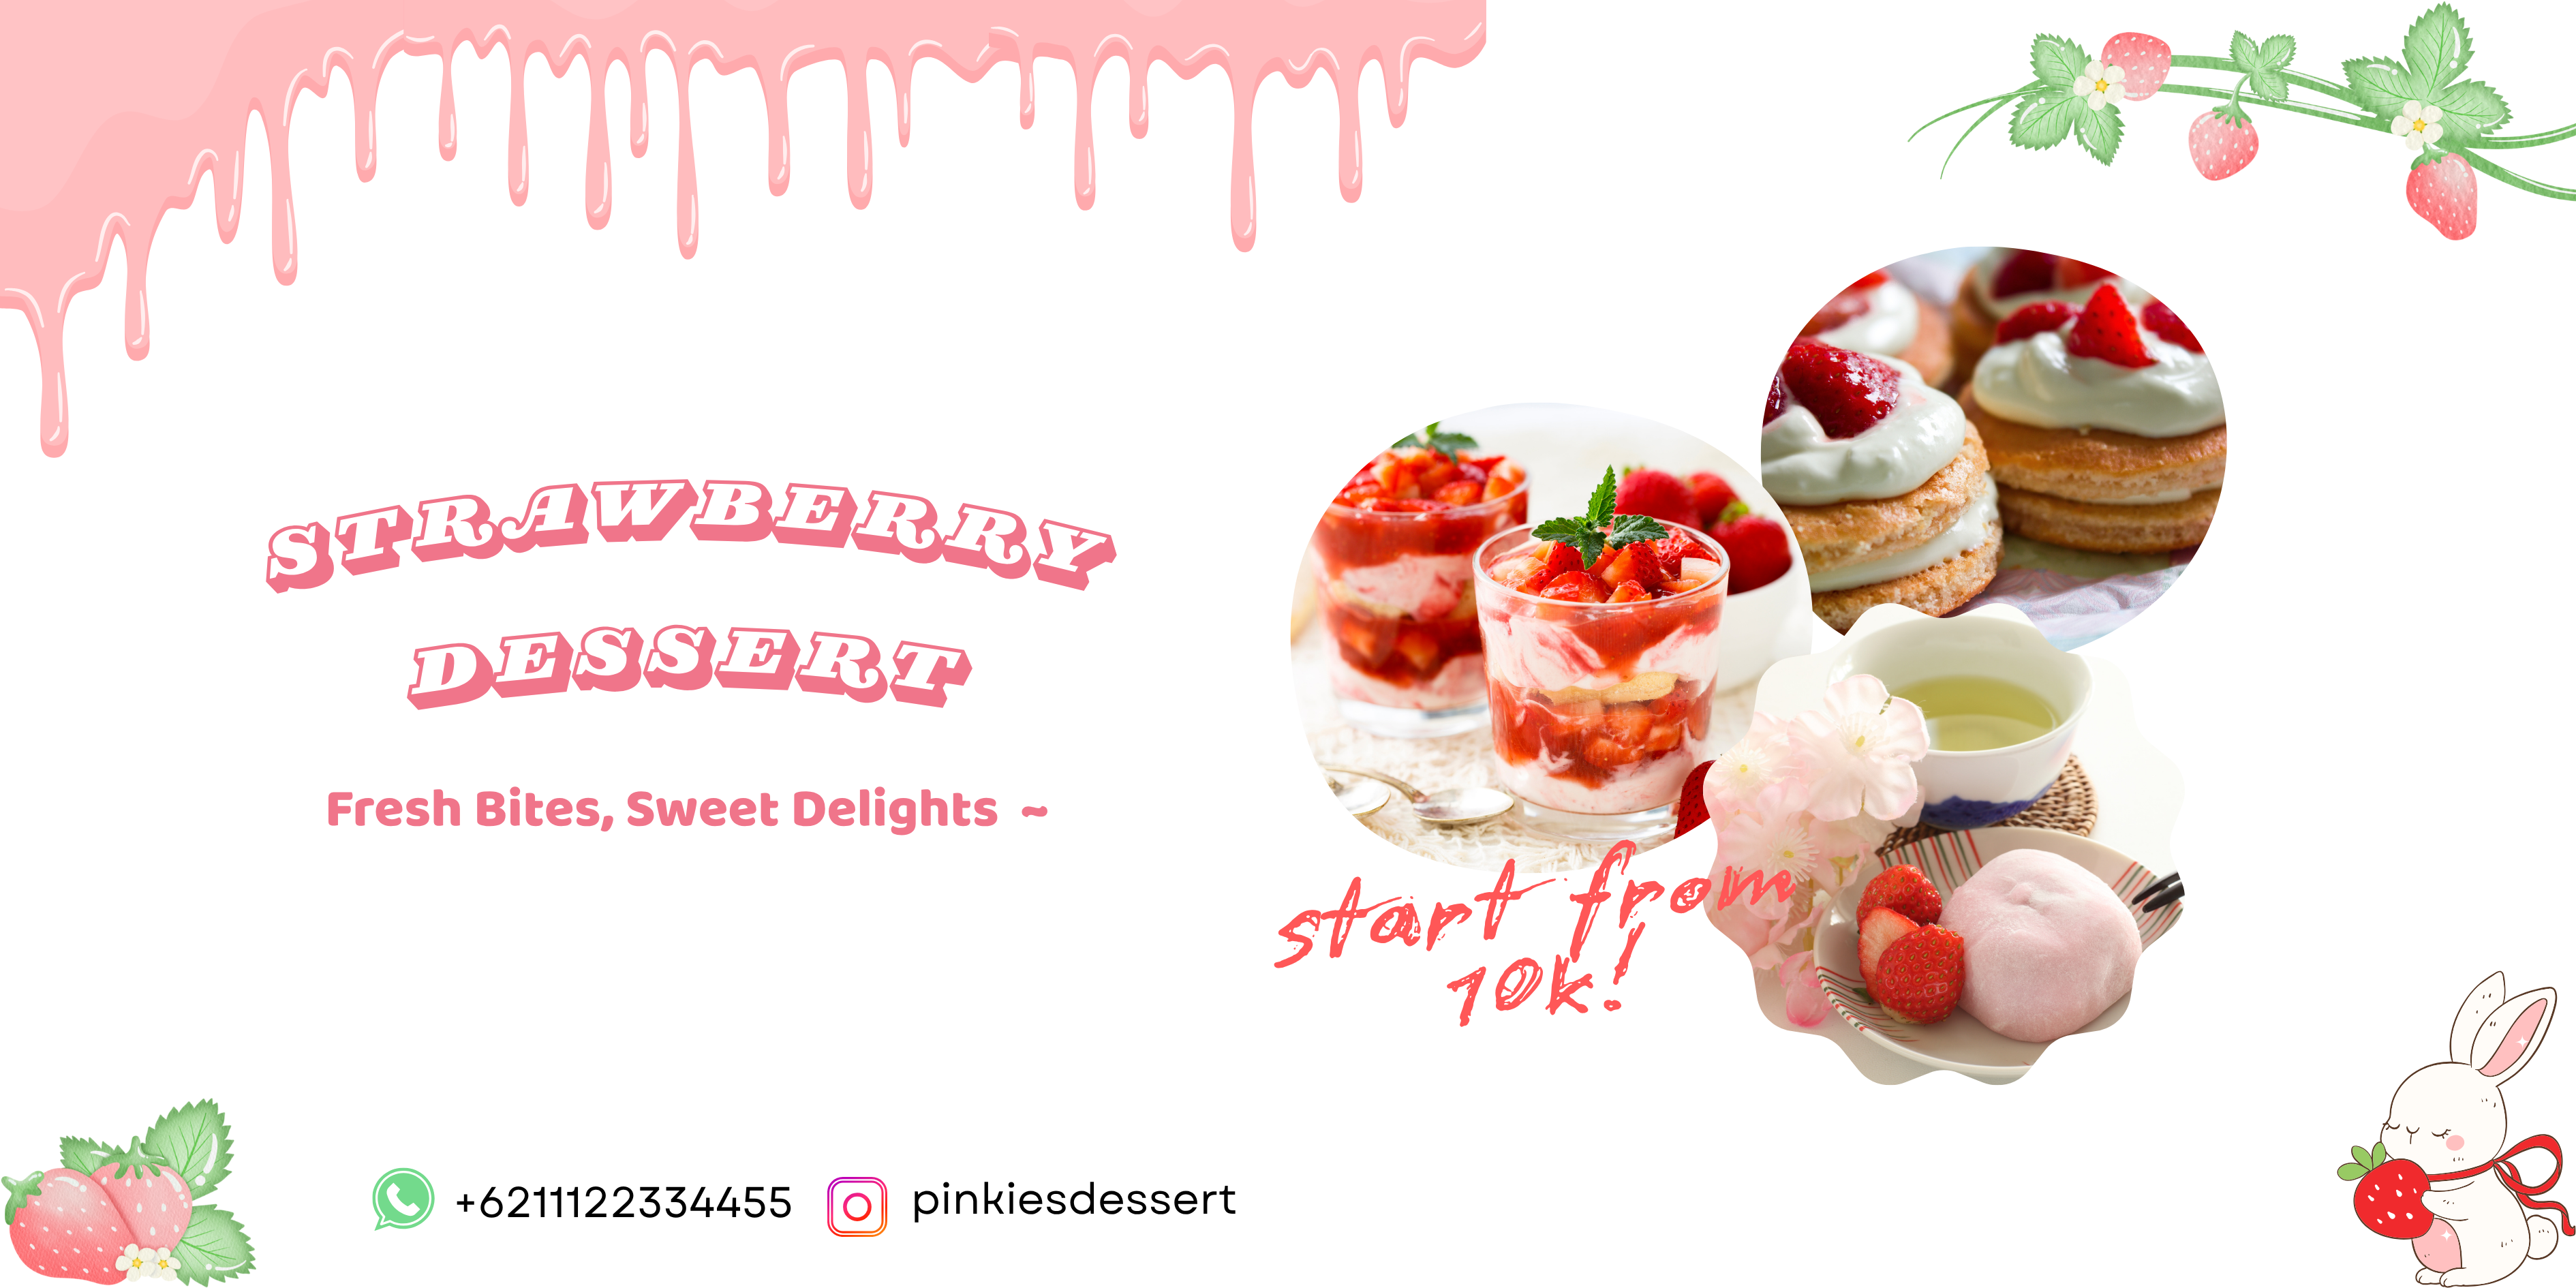 STRAWBERRY
DESSERT
Fresh Bites, Sweet Delights ~
start from
10k!
+6211122334455
pinkiesdessert